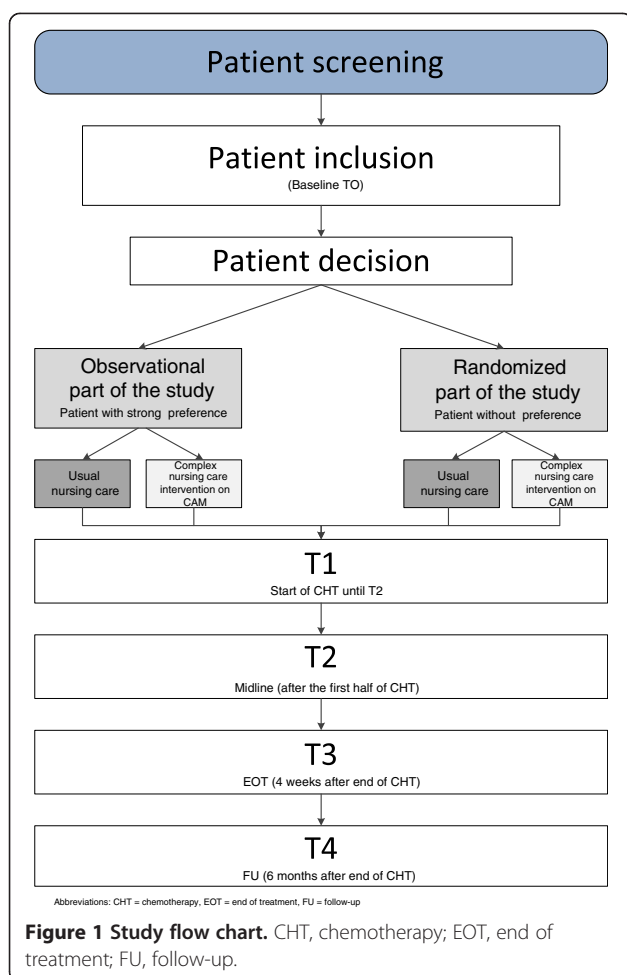 Patient screening
Patient inclusion
(Baseline TO)
Patient decision
Observational
part of the study
Patient with strong preference
Randomized
part of the study
Patient without preference
Usual
nursing care
Complex
nursing care
intervention on
CAM
Usual
nursing care
Complex
nursing care
intervention on
CAM
T1
Start of CHT until T2
T2
Midline (after the first half of CHT)
T3
EOT (4 weeks after end of CHT)
T4
FU (6 months after end of CHT)
Abbreviations: CHT = chemotherapy, EOT = end of treatment, FU = follow-up
Figure 1 Study flow chart. CHT, chemotherapy; EOT, end of
treatment; FU, follow-up.